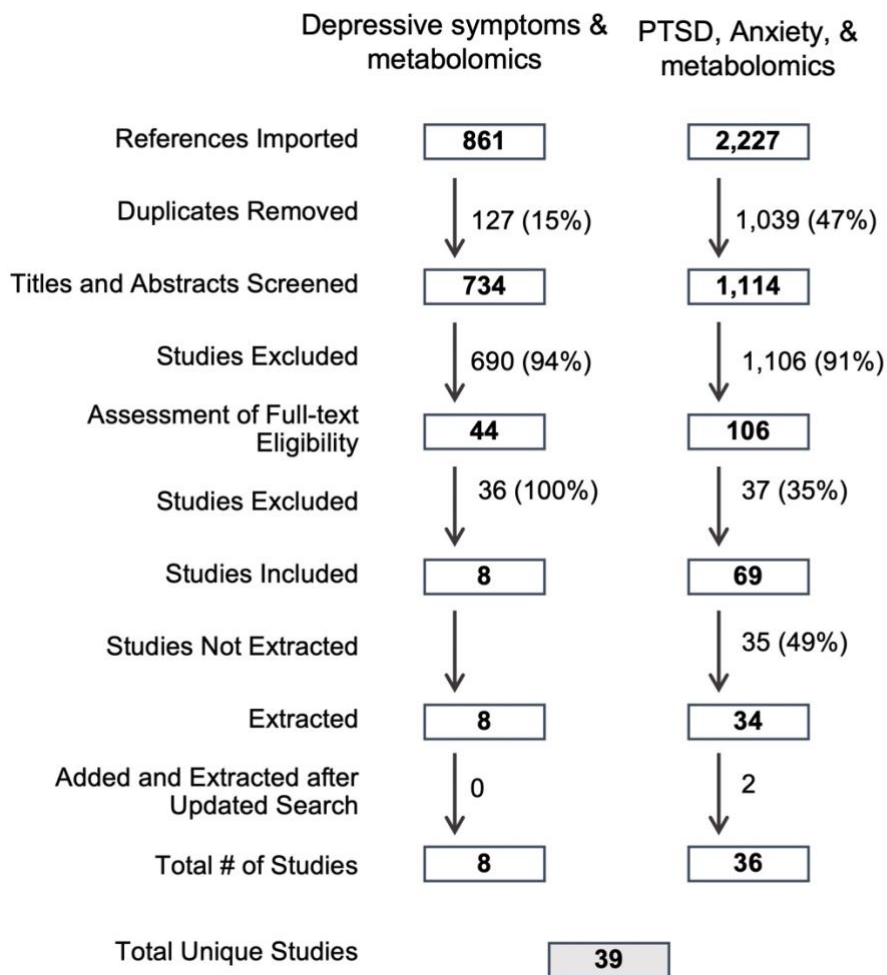 Depressive symptoms &
metabolomics
PTSD, Anxiety, &
metabolomics
References Imported
861
2,227
Duplicates Removed
127 (15%)
1,039 (47%)
Titles and Abstracts Screened
734
1,114
Studies Excluded
690 (94%)
1,106 (91%)
Assessment of Full-text
Eligibility
44
106
Studies Excluded
36 (100%)
37 (35%)
Studies Included
8
69
Studies Not Extracted
35 (49%)
Extracted
8
34
Added and Extracted after
Updated Search
0
2
Total # of Studies
8
36
Total Unique Studies
39